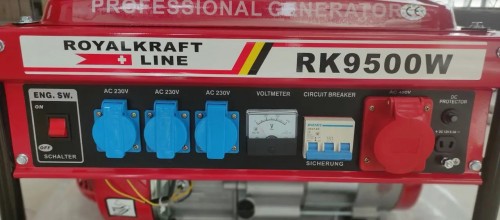 PROFESSIONAL GENERATOR
ROYALKRAFT
LINE
RK9500W
ENG. SW.
ON
OFF
SCHALTER
AC 230V
AC 230V
AC 230V
VOLTMETER
V
CIRCUIT BREAKER
SICHERUNG
DC
PROTECTOR